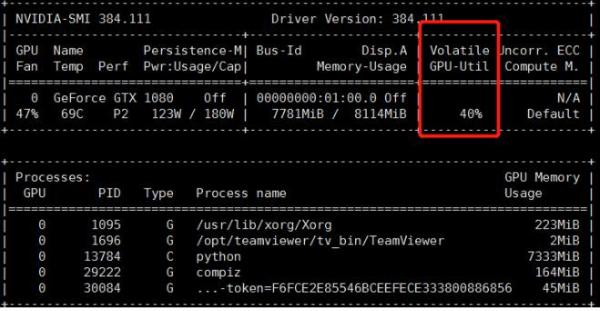 NVIDIA-SMI 384.111 Driver Version: 384.111
GPU Name Persistence-M| Bus-Id Disp.A | Volatile Uncorr. ECC
Fan Temp Perf Pwr:Usage/Cap| Memory-Usage | GPU-Util Compute M.
0 GeForce GTX 1080 Off | 00000000:01:00.0 Off | N/A
47% 69C P2 123W / 180W | 7781MiB / 8114MiB | 40% Default
Processes: GPU Memory
GPU PID Type Process name Usage
0 1095 G /usr/lib/xorg/Xorg 223MiB
0 1696 G /opt/teamviewer/tv_bin/TeamViewer 2MiB
0 13784 C python 7333MiB
0 29222 G compiz 164MiB
0 30084 G ...-token=F6FCE2E85546BCEEFECE333800886856 45MiB